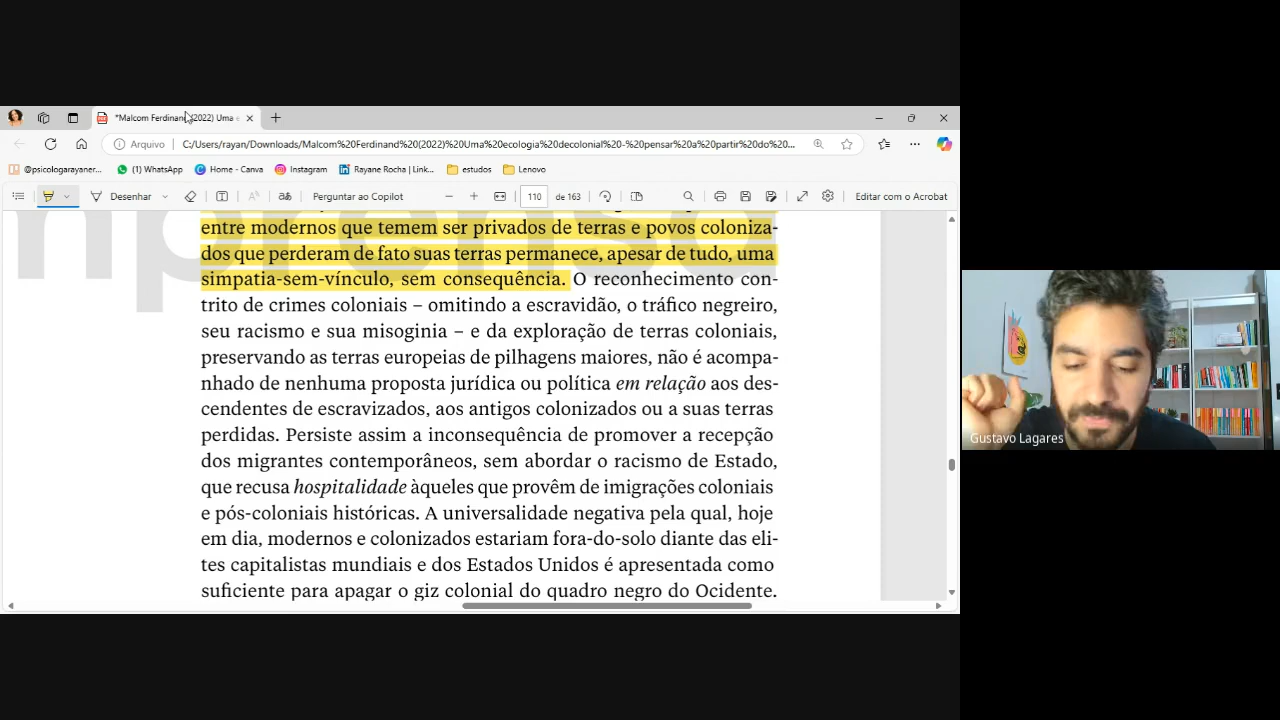 *Malcom Ferdinand (2022) Uma e
Arquivo C:/Users/rayan/Downloads/Malcom%20Ferdinand%20(2022)%20Uma%20ecologia%20decolonial%20-%20pensar%20a%20partir%20do%20...
@psicologarayaner... (1) WhatsApp Home - Canva Instagram Rayane Rocha | Link... estudos Lenovo
Desenhar Perguntar ao Copilot 110 de 163 Editar com o Acrobat
entre modernos que temem ser privados de terras e povos coloniza-
dos que perderam de fato suas terras permanece, apesar de tudo, uma
simpatia-sem-vínculo, sem consequência. O reconhecimento con-
trito de crimes coloniais – omitindo a escravidão, o tráfico negreiro,
seu racismo e sua misoginia – e da exploração de terras coloniais,
preservando as terras europeias de pilhagens maiores, não é acompa-
nhado de nenhuma proposta jurídica ou política em relação aos des-
cendentes de escravizados, aos antigos colonizados ou a suas terras
perdidas. Persiste assim a inconsequência de promover a recepção
dos migrantes contemporâneos, sem abordar o racismo de Estado,
que recusa hospitalidade àqueles que provêm de imigrações coloniais
e pós-coloniais históricas. A universalidade negativa pela qual, hoje
em dia, modernos e colonizados estariam fora-do-solo diante das eli-
tes capitalistas mundiais e dos Estados Unidos é apresentada como
suficiente para apagar o giz colonial do quadro negro do Ocidente.
Gustavo Lagares